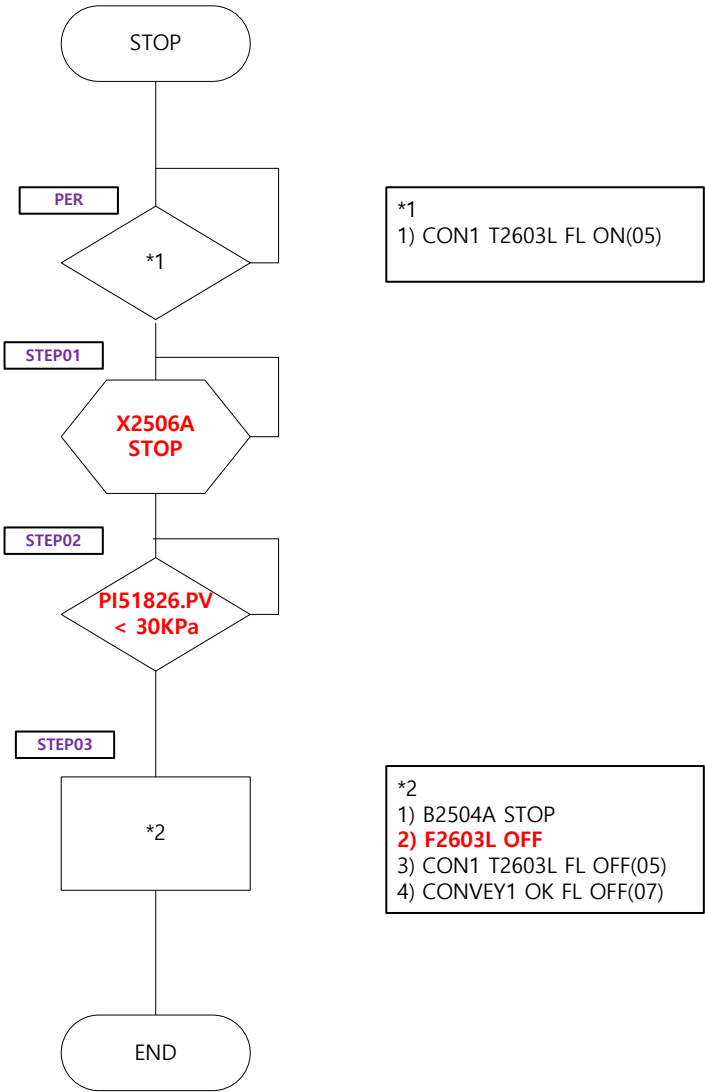 STOP
PER
*1
*1
1) CON1 T2603L FL ON(05)
STEP01
X2506A
STOP
STEP02
PI51826.PV
< 30KPa
STEP03
*2
*2
1) B2504A STOP
2) F2603L OFF
3) CON1 T2603L FL OFF(05)
4) CONVEY1 OK FL OFF(07)
END